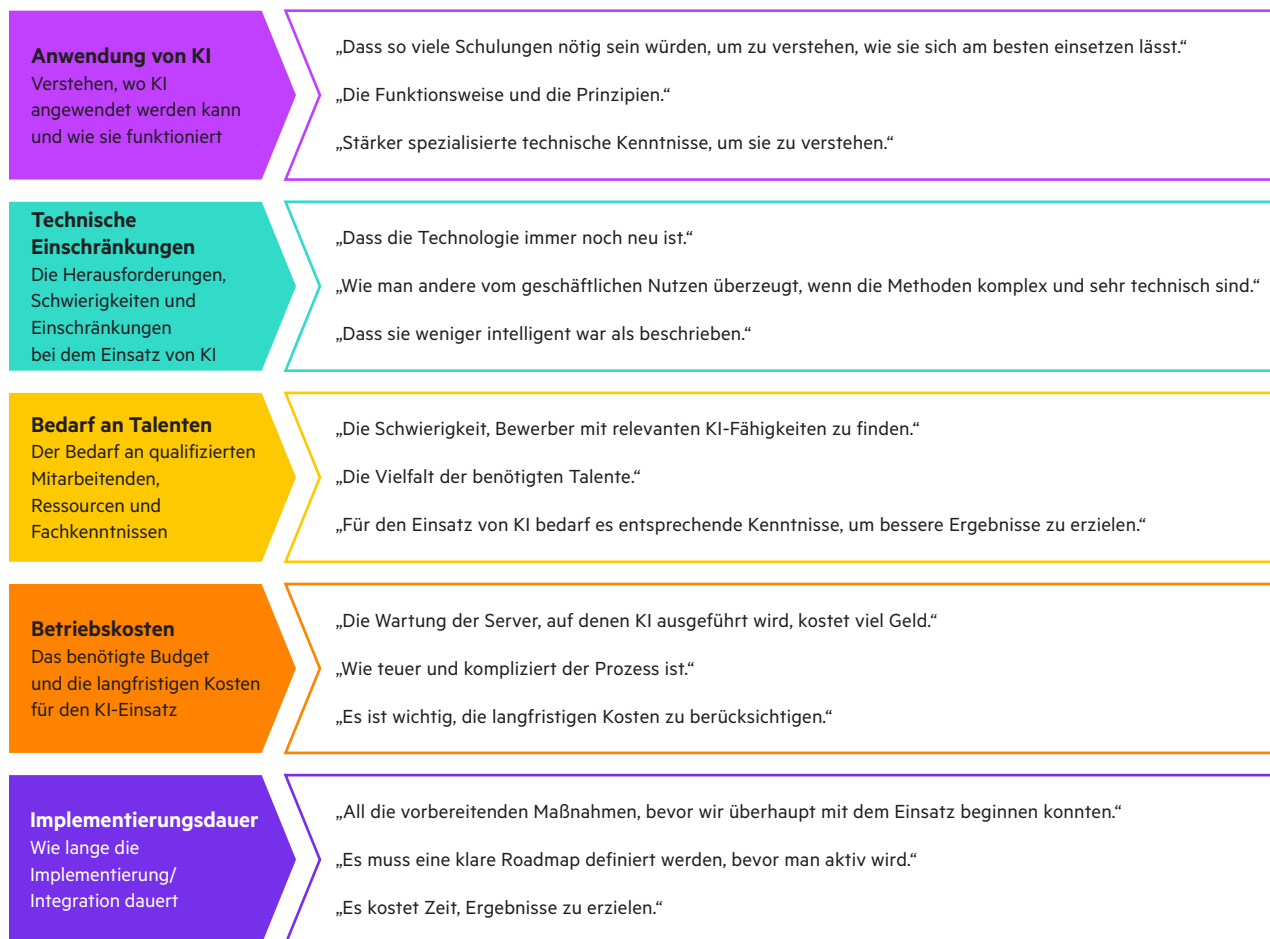 Anwendung von KI
Verstehen, wo KI
angewendet werden kann
und wie sie funktioniert
„Dass so viele Schulungen nötig sein würden, um zu verstehen, wie sie sich am besten einsetzen lässt.“
„Die Funktionsweise und die Prinzipien.“
„Stärker spezialisierte technische Kenntnisse, um sie zu verstehen.“
Technische
Einschränkungen
Die Herausforderungen,
Schwierigkeiten und
Einschränkungen
bei dem Einsatz von KI
„Dass die Technologie immer noch neu ist.“
„Wie man andere vom geschäftlichen Nutzen überzeugt, wenn die Methoden komplex und sehr technisch sind.“
„Dass sie weniger intelligent war als beschrieben.“
Bedarf an Talenten
Der Bedarf an qualifizierten
Mitarbeitenden,
Ressourcen und
Fachkenntnissen
„Die Schwierigkeit, Bewerber mit relevanten KI-Fähigkeiten zu finden.“
„Die Vielfalt der benötigten Talente.“
„Für den Einsatz von KI bedarf es entsprechende Kenntnisse, um bessere Ergebnisse zu erzielen.“
Betriebskosten
Das benötigte Budget
und die langfristigen Kosten
für den KI-Einsatz
„Die Wartung der Server, auf denen KI ausgeführt wird, kostet viel Geld.“
„Wie teuer und kompliziert der Prozess ist.“
„Es ist wichtig, die langfristigen Kosten zu berücksichtigen.“
Implementierungsdauer
Wie lange die
Implementierung/
Integration dauert
„All die vorbereitenden Maßnahmen, bevor wir überhaupt mit dem Einsatz beginnen konnten.“
„Es muss eine klare Roadmap definiert werden, bevor man aktiv wird.“
„Es kostet Zeit, Ergebnisse zu erzielen.“